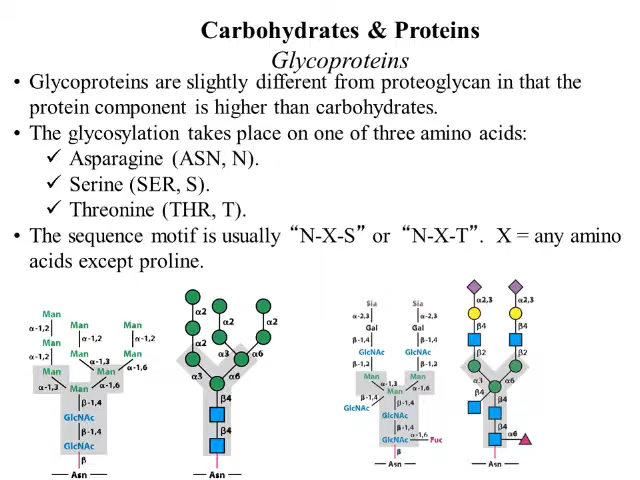 Carbohydrates & Proteins
Glycoproteins
• Glycoproteins are slightly different from proteoglycan in that the
protein component is higher than carbohydrates.
• The glycosylation takes place on one of three amino acids:
✓ Asparagine (ASN, N).
✓ Serine (SER, S).
✓ Threonine (THR, T).
• The sequence motif is usually “N-X-S” or “N-X-T”. X = any amino
acids except proline.
Man
α-1,2
Man Man Man
α-1,2 α-1,2 α-1,2
Man Man Man
α-1,3 α-1,6
α-1,3 Man α-1,6
β-1,4
GlcNAc
β-1,4
GlcNAc
β
Asn
α2 α2 α2
α2 α3 α6
α3 α6
β4
β4
Asn
Sia Sia
α-2,3 α-2,3
Gal Gal
β-1,4 β-1,4
GlcNAc GlcNAc
β-1,2 β-1,2
Man Man
α-1,3 α-1,6
β-1,4 Man
GlcNAc β-1,4
GlcNAc
β-1,4
GlcNAc α-1,6 Fuc
β
Asn
α2,3 α2,3
β4 β4
β2 β2
α3 α6
β4 β4
β4
α6
Asn